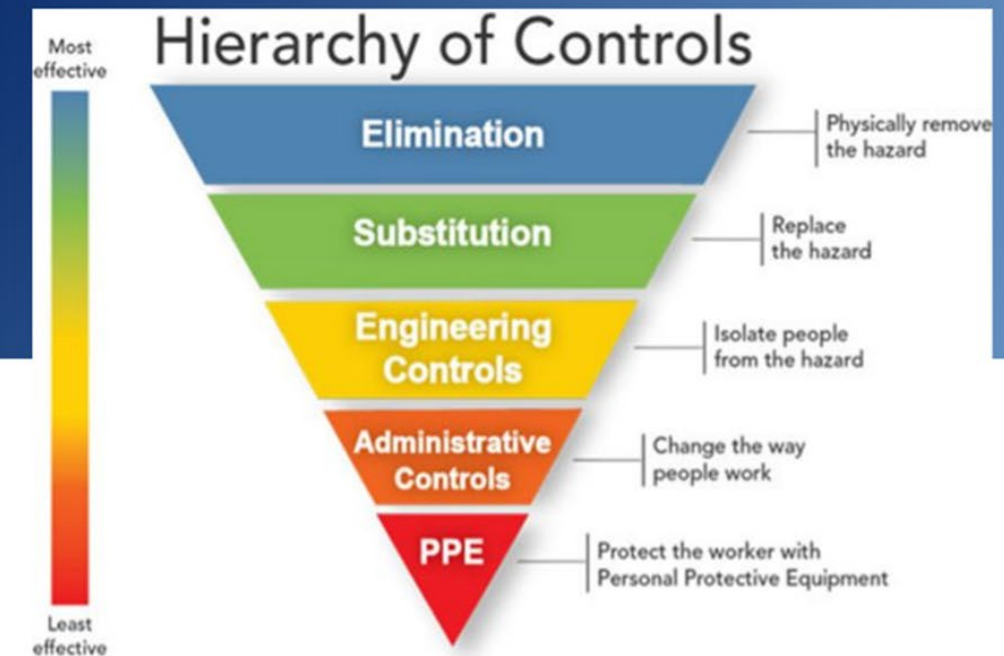 Hierarchy of Controls
Most
effective
Elimination
Physically remove
the hazard
Substitution
Replace
the hazard
Engineering
Controls
Isolate people
from the hazard
Administrative
Controls
Change the way
people work
PPE
Protect the worker with
Personal Protective Equipment
Least
effective